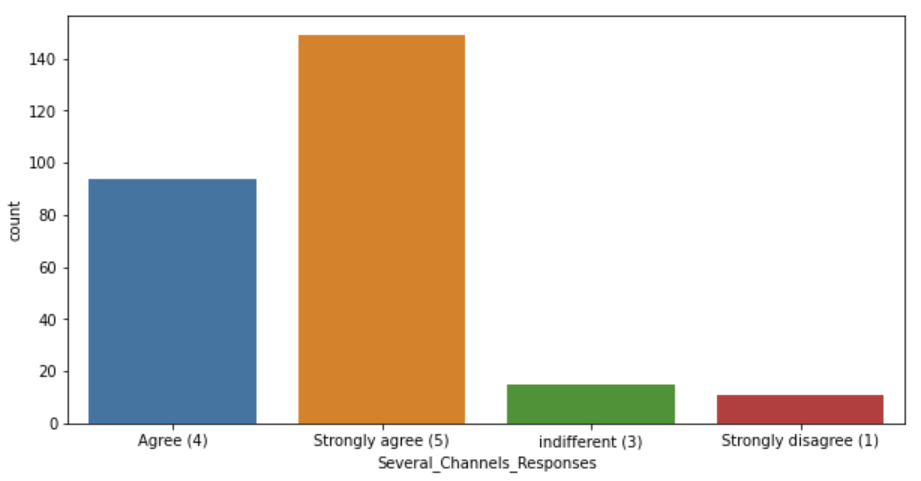 140
120
100
80
60
40
20
0
count
Agree (4)
Strongly agree (5)
indifferent (3)
Strongly disagree (1)
Several_Channels_Responses